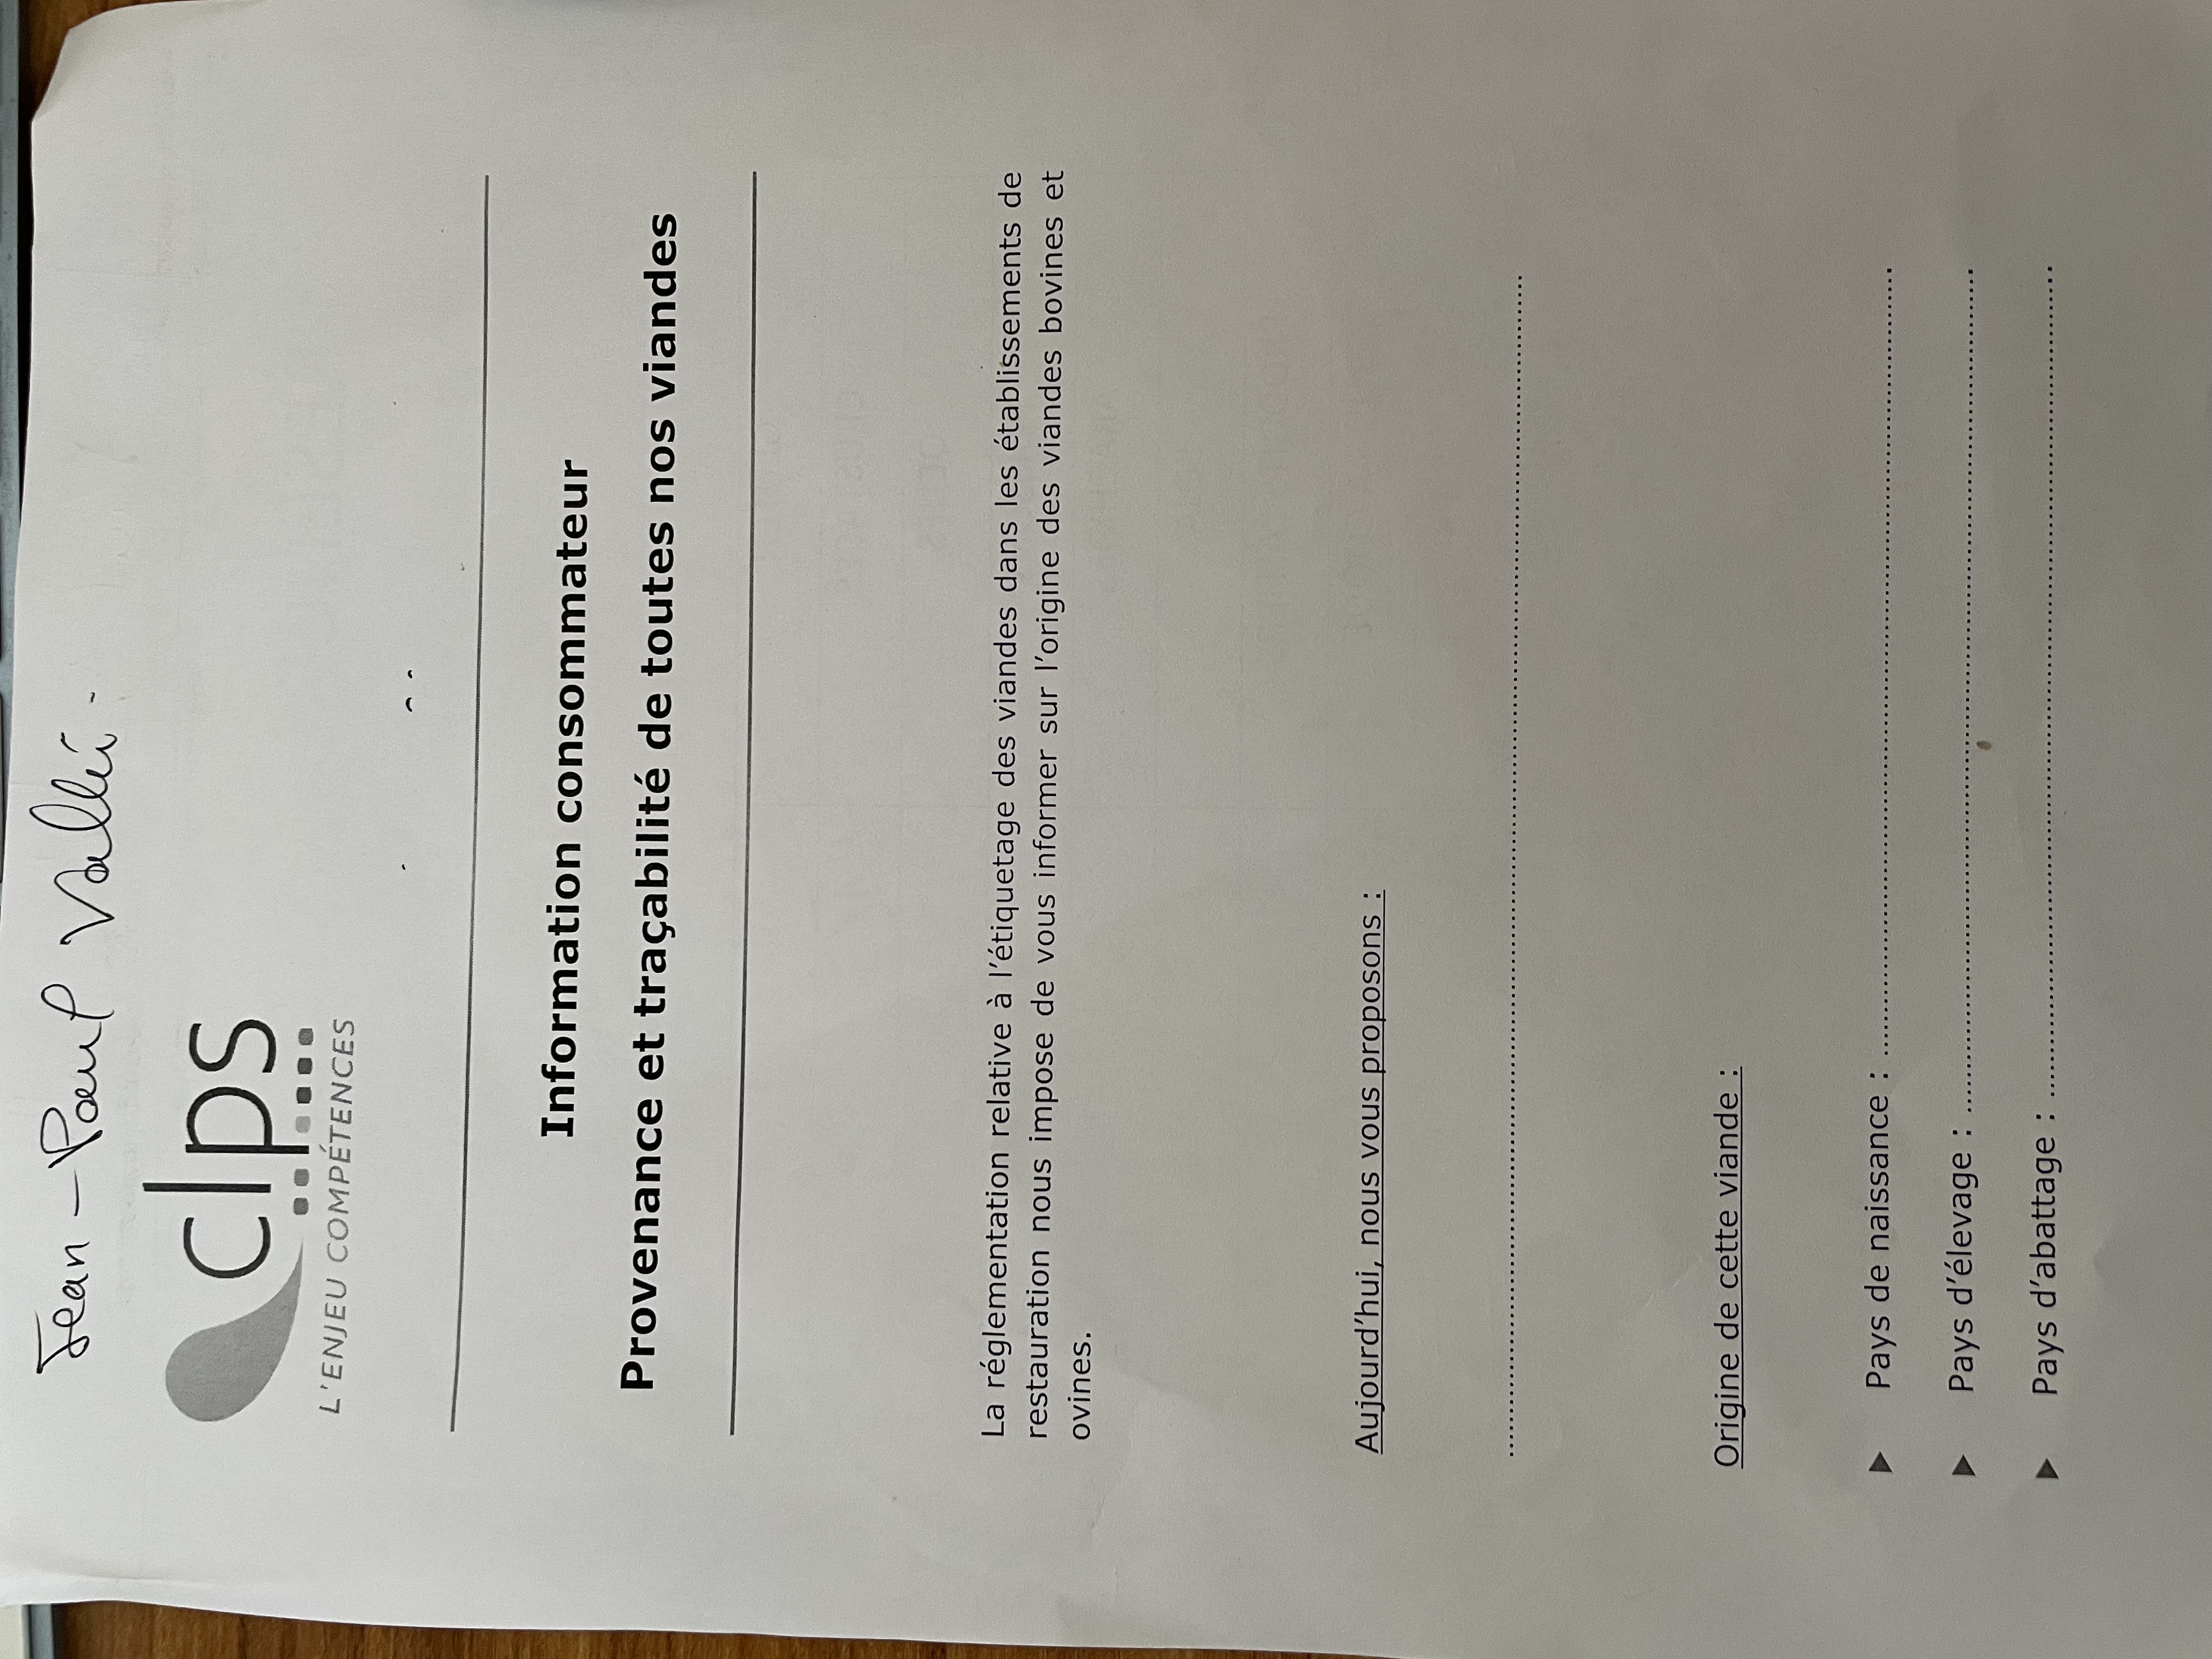 Jean-Paul Vallée.
clps
L'ENJEU COMPÉTENCES
Information consommateur
Provenance et traçabilité de toutes nos viandes
La réglementation relative à l'étiquetage des viandes dans les établissements de
restauration nous impose de vous informer sur l'origine des viandes bovines et
ovines.
Aujourd'hui, nous vous proposons :
Origine de cette viande :
Pays de naissance :
Pays d'élevage :
Pays d'abattage :